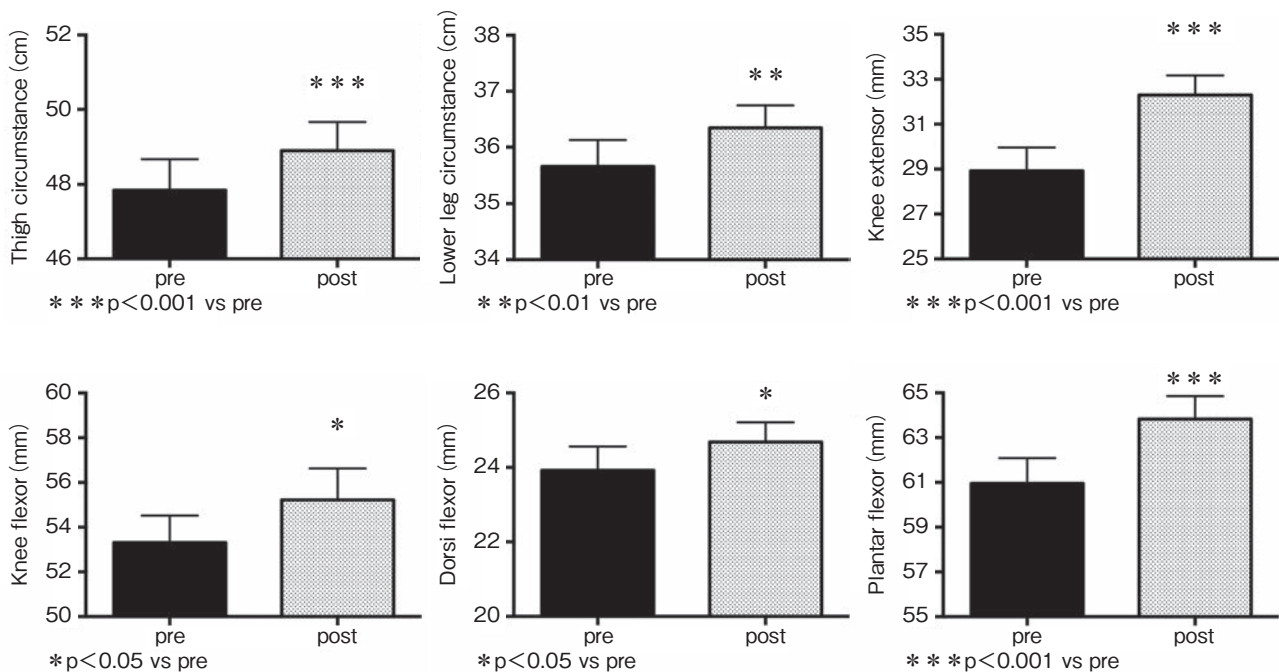 Thigh circumstance (cm)
52
50
48
46
＊＊＊
pre
post
＊＊＊p＜0.001 vs pre
Lower leg circumstance (cm)
38
37
36
35
34
＊＊
pre
post
＊＊p＜0.01 vs pre
Knee extensor (mm)
35
33
31
29
27
25
＊＊＊
pre
post
＊＊＊p＜0.001 vs pre
Knee flexor (mm)
60
58
56
54
52
50
＊
pre
post
＊p＜0.05 vs pre
Dorsi flexor (mm)
26
24
22
20
＊
pre
post
＊p＜0.05 vs pre
Plantar flexor (mm)
65
63
61
59
57
55
＊＊＊
pre
post
＊＊＊p＜0.001 vs pre